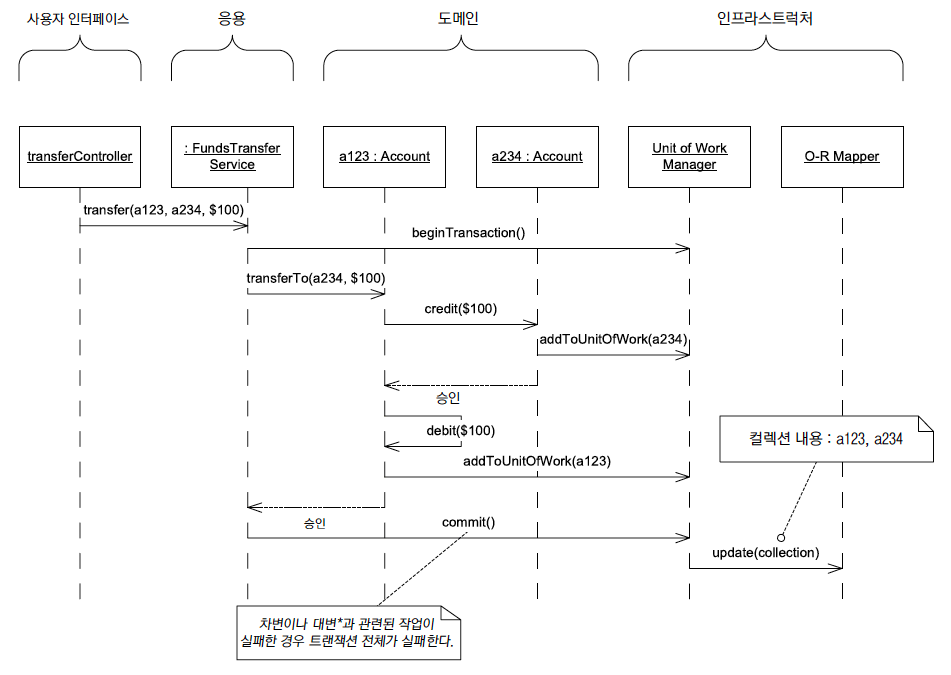 사용자 인터페이스
응용
도메인
인프라스트럭처
transferController
: FundsTransfer
Service
a123 : Account
a234 : Account
Unit of Work
Manager
O-R Mapper
transfer(a123, a234, $100)
beginTransaction()
transferTo(a234, $100)
credit($100)
addToUnitOfWork(a234)
승인
debit($100)
컬렉션 내용 : a123, a234
addToUnitOfWork(a123)
승인
commit()
update(collection)
차변이나 대변*과 관련된 작업이
실패한 경우 트랜잭션 전체가 실패한다.